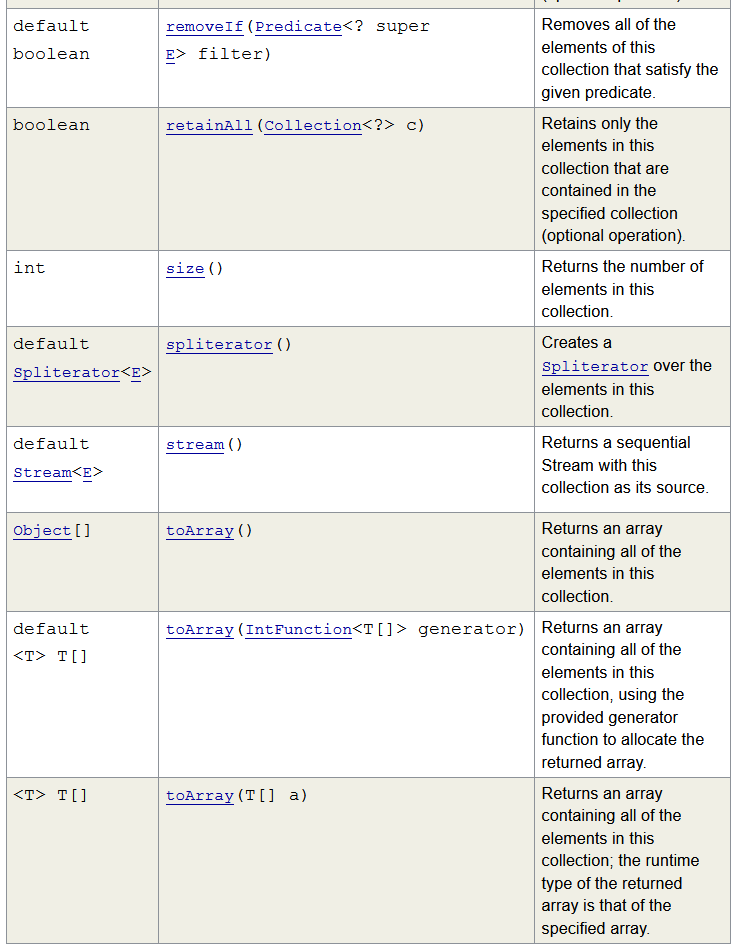 default removeIf(Predicate<? super Removes all of the
boolean E> filter) elements of this
collection that satisfy the
given predicate.
boolean retainAll(Collection<?> c) Retains only the
elements in this
collection that are
contained in the
specified collection
(optional operation).
int size() Returns the number of
elements in this
collection.
default spliterator() Creates a
Spliterator<E> Spliterator over the
elements in this
collection.
default stream() Returns a sequential
Stream<E> Stream with this
collection as its source.
Object[] toArray() Returns an array
containing all of the
elements in this
collection.
default toArray(IntFunction<T[]> generator) Returns an array
<T> T[] containing all of the
elements in this
collection, using the
provided generator
function to allocate the
returned array.
<T> T[] toArray(T[] a) Returns an array
containing all of the
elements in this
collection; the runtime
type of the returned
array is that of the
specified array.